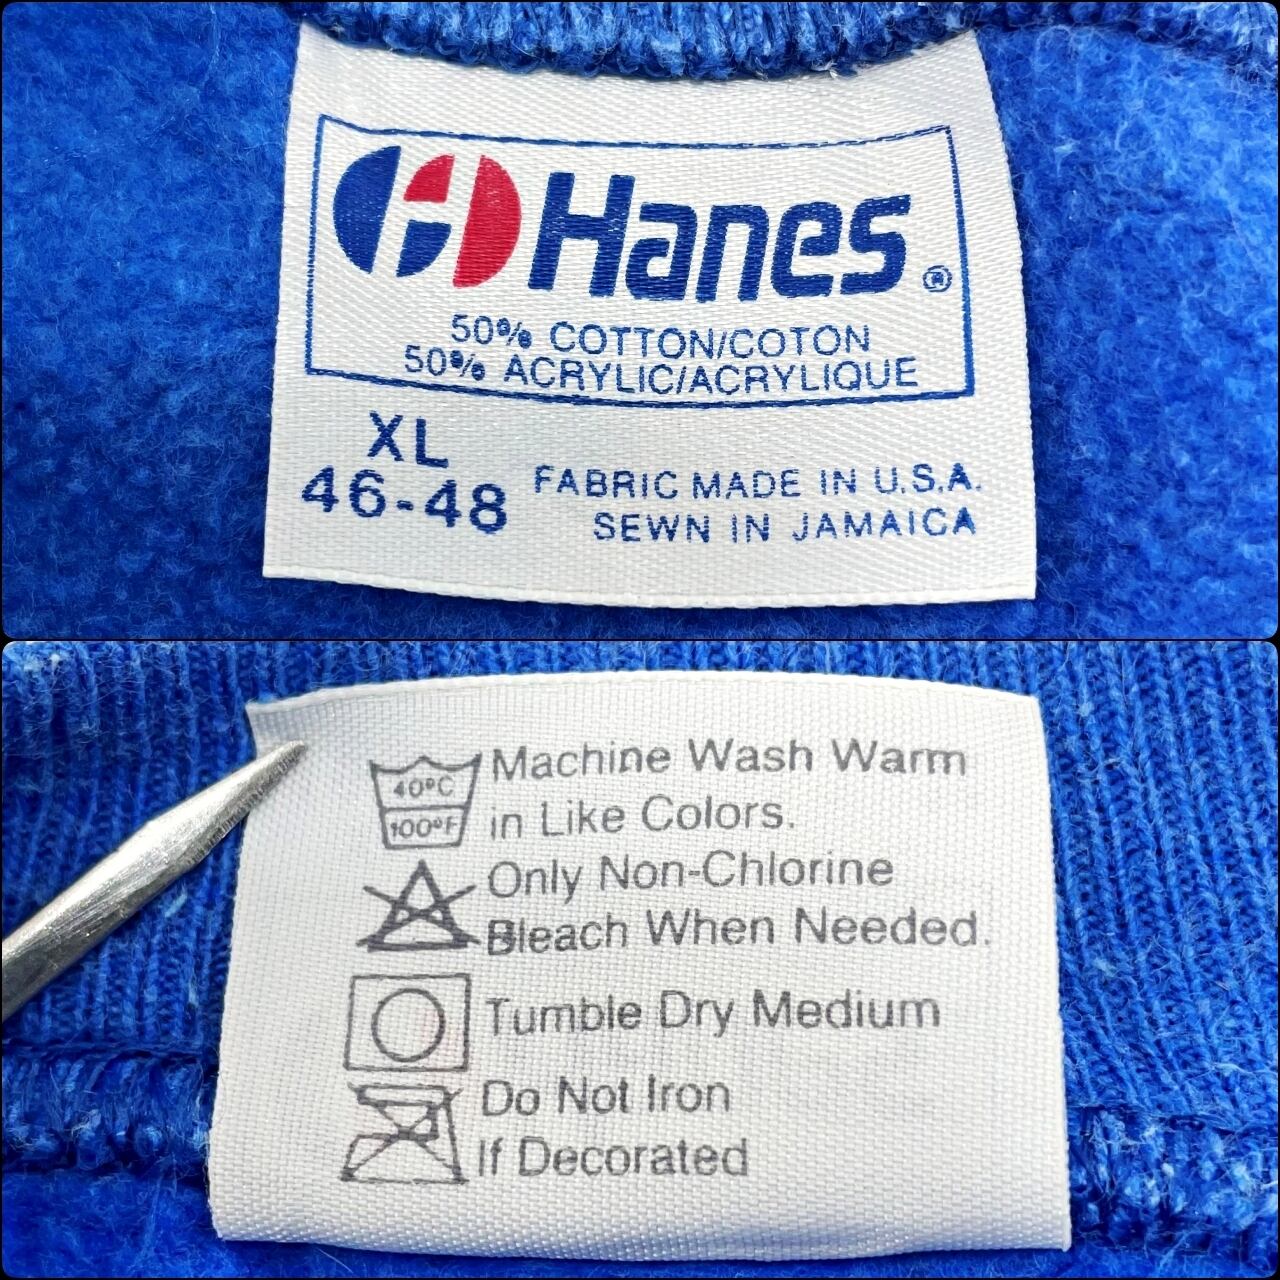 Hanes®
50% COTTON/COTON
50% ACRYLIC/ACRYLIQUE
XL
46-48
FABRIC MADE IN U.S.A.
SEWN IN JAMAICA
40°C
100°F
Machine Wash Warm
in Like Colors.
Only Non-Chlorine
Bleach When Needed.
Tumble Dry Medium
Do Not Iron
If Decorated